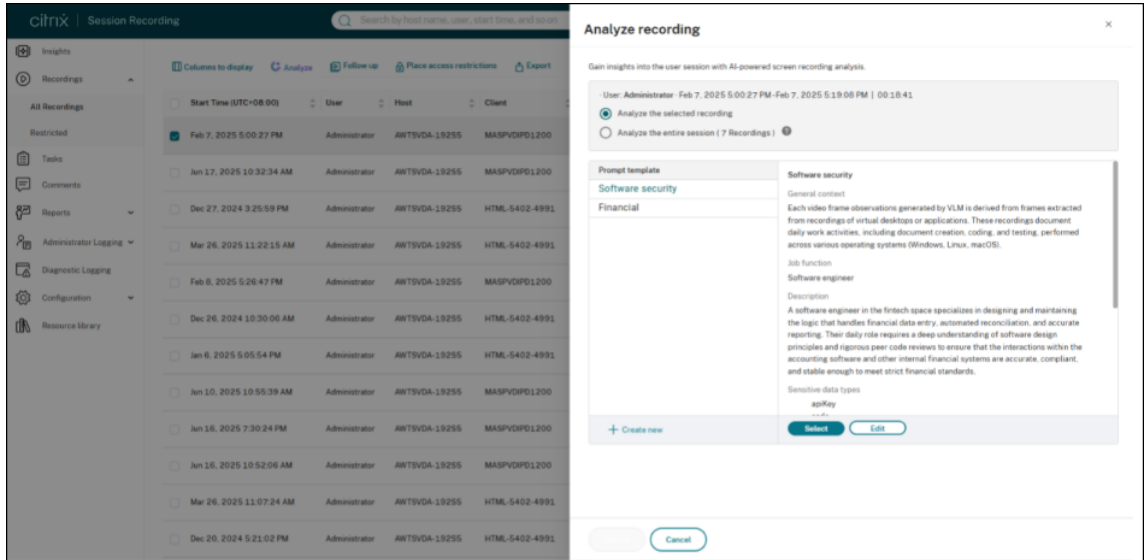 citrix | Session Recording
Search by host name, user, start time, and so on
Insights
Recordings
All Recordings
Restricted
Tasks
Comments
Reports
Administrator Logging
Diagnostic Logging
Configuration
Resource library
Columns to display Analyze Follow up Place access restrictions Export
Start Time (UTC+08:00) User Host Client
Feb 7, 2025 5:00:27 PM Administrator AWTSVDA-19255 MASPVDIPD1200
Jun 17, 2025 10:32:34 AM Administrator AWTSVDA-19255 MASPVDIPD1200
Dec 27, 2024 3:25:59 PM Administrator AWTSVDA-19255 HTML-5402-4991
Mar 26, 2025 11:22:15 AM Administrator AWTSVDA-19255 HTML-5402-4991
Feb 8, 2025 5:26:47 PM Administrator AWTSVDA-19255 MASPVDIPD1200
Dec 26, 2024 10:30:06 AM Administrator AWTSVDA-19255 HTML-5402-4991
Jan 6, 2025 5:05:54 PM Administrator AWTSVDA-19255 HTML-5402-4991
Jun 10, 2025 10:55:39 AM Administrator AWTSVDA-19255 MASPVDIPD1200
Jun 16, 2025 7:30:24 PM Administrator AWTSVDA-19255 MASPVDIPD1200
Jun 18, 2025 10:52:06 AM Administrator AWTSVDA-19255 MASPVDIPD1200
Mar 26, 2025 11:07:24 AM Administrator AWTSVDA-19255 HTML-5402-4991
Dec 20, 2024 5:21:02 PM Administrator AWTSVDA-19255 HTML-5402-4991
Analyze recording
Gain insights into the user session with AI-powered screen recording analysis.
· User: Administrator · Feb 7, 2025 5:00:27 PM-Feb 7, 2025 5:19:08 PM | 00:18:41
Analyze the selected recording
Analyze the entire session ( 7 Recordings )
Prompt template
Software security
Financial
+ Create new
Software security
General context
Each video frame observations generated by VLM is derived from frames extracted
from recordings of virtual desktops or applications. These recordings document
daily work activities, including document creation, coding, and testing, performed
across various operating systems (Windows, Linux, macOS).
Job function
Software engineer
Description
A software engineer in the fintech space specializes in designing and maintaining
the logic that handles financial data entry, automated reconciliation, and accurate
reporting. Their daily role requires a deep understanding of software design
principles and rigorous peer code reviews to ensure that the interactions within the
accounting software and other internal financial systems are accurate, compliant,
and stable enough to meet strict financial standards.
Sensitive data types
apiKey
Select Edit
Cancel